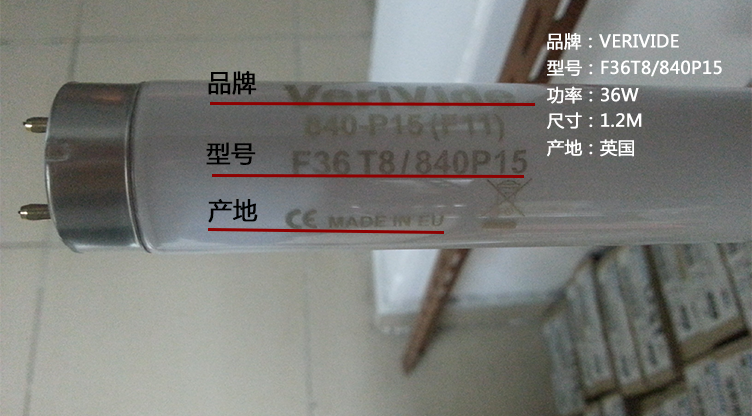 品牌：VERIVIDE
型号：F36T8/840P15
功率：36W
尺寸：1.2M
产地：英国
品牌 VeriVide
840-P15(F11)
型号 F36 T8/840P15
产地 CE MADE IN EU